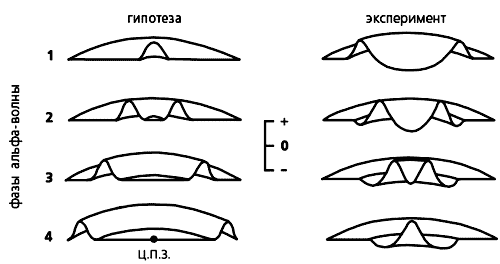 гипотеза
эксперимент
фазы альфа-волны
1
2
3
4
+
0
-
Ц.П.З.